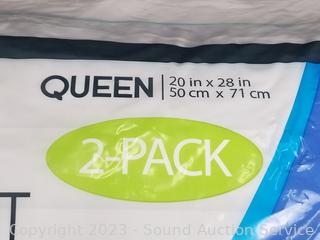 QUEEN
20 in x 28 in
50 cm x 71 cm
2-PACK
T
Copyright 2023 - Sound Auction Service